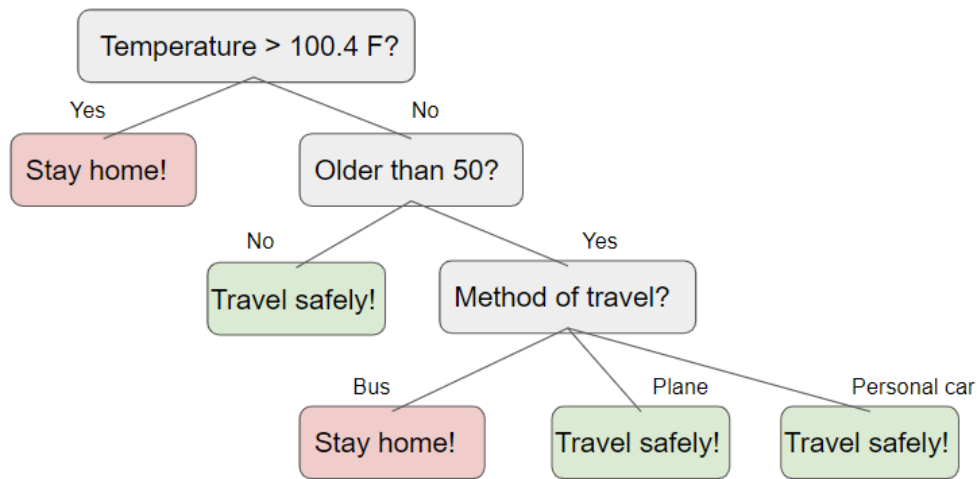 Temperature > 100.4 F?
Yes
No
Stay home!
Older than 50?
No
Yes
Travel safely!
Method of travel?
Bus
Plane
Personal car
Stay home!
Travel safely!
Travel safely!